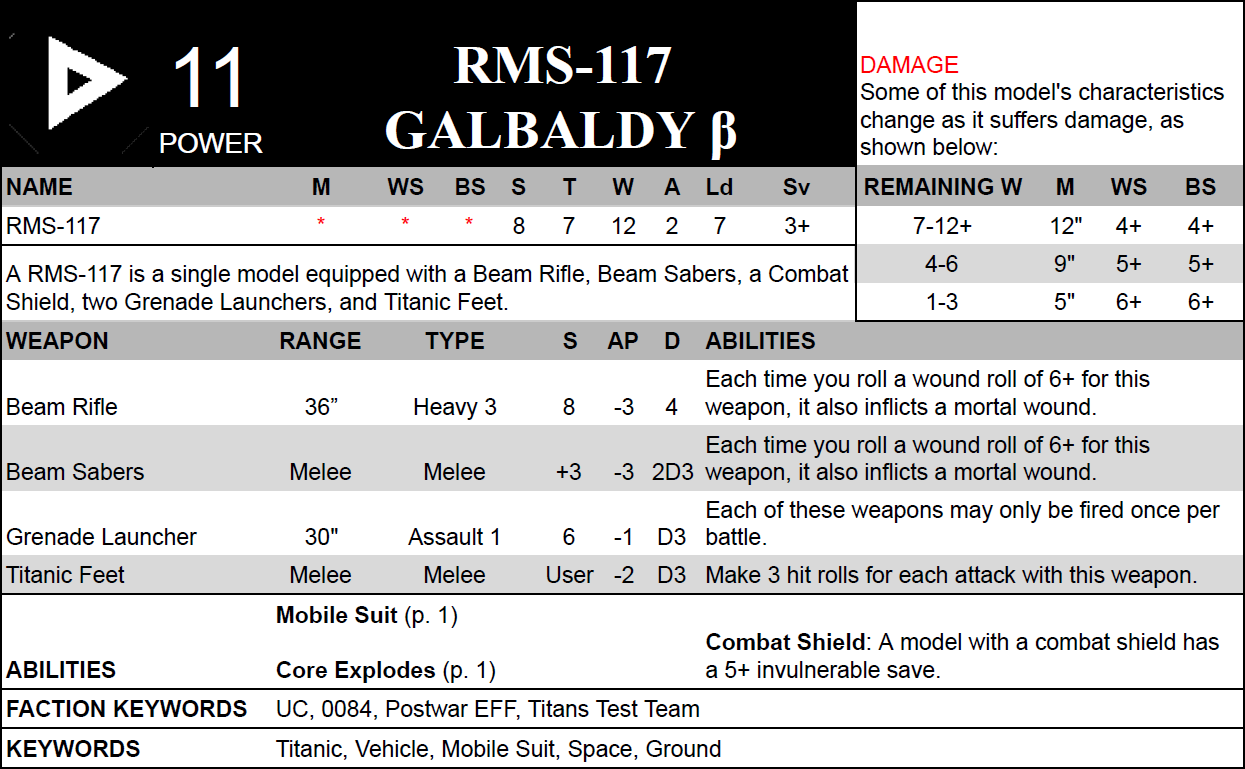 11
POWER
RMS-117
GALBALDY β
DAMAGE
Some of this model's characteristics
change as it suffers damage, as
shown below:
NAME M WS BS S T W A Ld Sv
RMS-117 * * * 8 7 12 2 7 3+
REMAINING W M WS BS
7-12+ 12" 4+ 4+
4-6 9" 5+ 5+
1-3 5" 6+ 6+
A RMS-117 is a single model equipped with a Beam Rifle, Beam Sabers, a Combat
Shield, two Grenade Launchers, and Titanic Feet.
WEAPON RANGE TYPE S AP D ABILITIES
Each time you roll a wound roll of 6+ for this
Beam Rifle 36” Heavy 3 8 -3 4 weapon, it also inflicts a mortal wound.
Each time you roll a wound roll of 6+ for this
Beam Sabers Melee Melee +3 -3 2D3 weapon, it also inflicts a mortal wound.
Each of these weapons may only be fired once per
Grenade Launcher 30" Assault 1 6 -1 D3 battle.
Titanic Feet Melee Melee User -2 D3 Make 3 hit rolls for each attack with this weapon.
ABILITIES
Mobile Suit (p. 1)
Core Explodes (p. 1)
Combat Shield: A model with a combat shield has
a 5+ invulnerable save.
FACTION KEYWORDS UC, 0084, Postwar EFF, Titans Test Team
KEYWORDS Titanic, Vehicle, Mobile Suit, Space, Ground